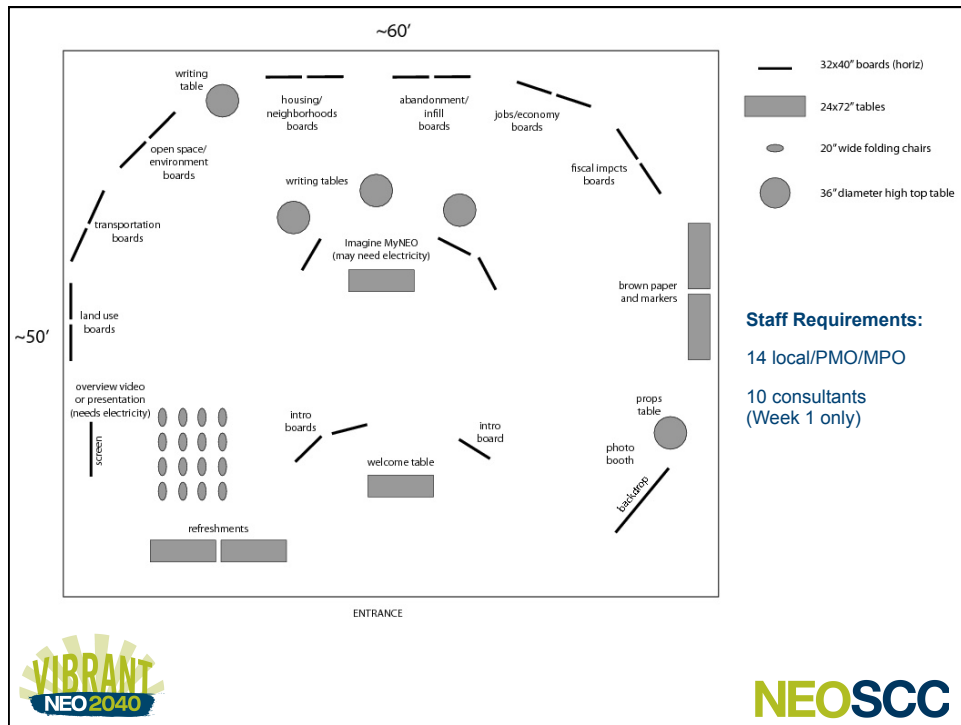 ~60’
writing
table
housing/
neighborhoods
boards
abandonment/
infill
boards
jobs/economy
boards
open space/
environment
boards
fiscal impcts
boards
writing tables
transportation
boards
Imagine MyNEO
(may need electricity)
brown paper
and markers
land use
boards
~50’
overview video
or presentation
(needs electricity)
screen
intro
boards
intro
board
welcome table
props
table
photo
booth
backdrop
refreshments
ENTRANCE
32x40” boards (horiz)
24x72” tables
20” wide folding chairs
36” diameter high top table
Staff Requirements:
14 local/PMO/MPO
10 consultants
(Week 1 only)
VIBRANT
NEO 2040
NEOSCC